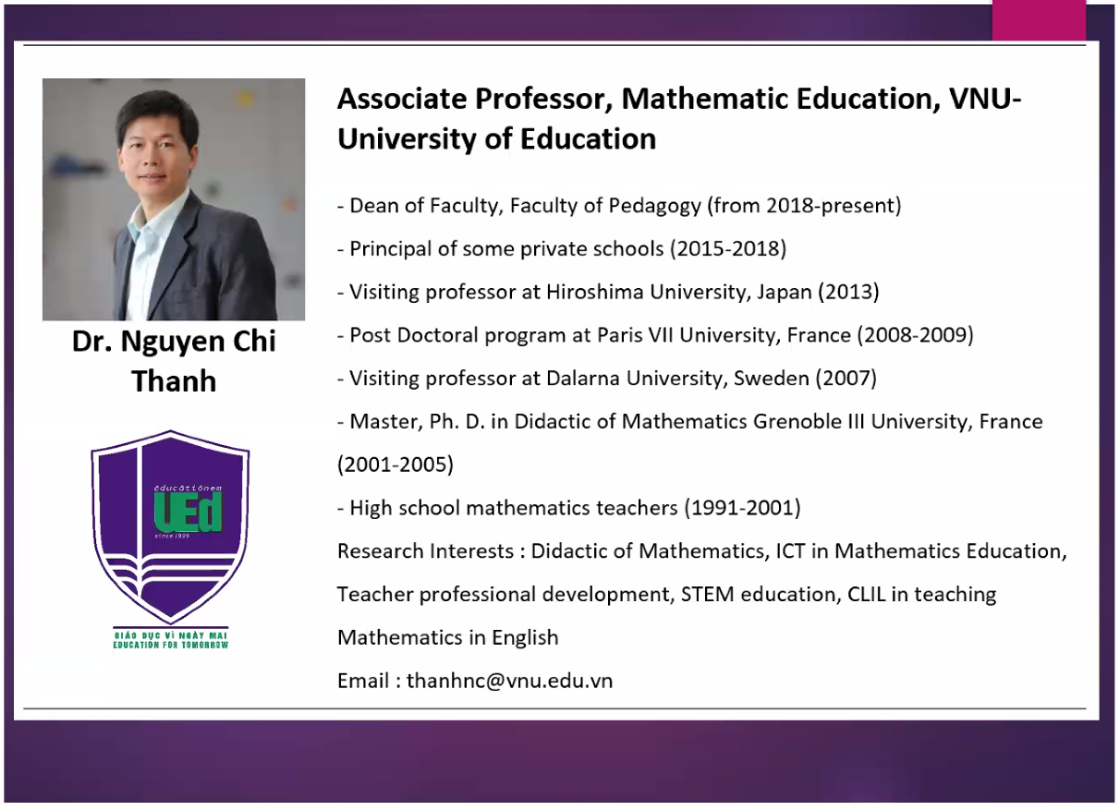 Associate Professor, Mathematic Education, VNU-
University of Education
- Dean of Faculty, Faculty of Pedagogy (from 2018-present)
- Principal of some private schools (2015-2018)
- Visiting professor at Hiroshima University, Japan (2013)
- Post Doctoral program at Paris VII University, France (2008-2009)
- Visiting professor at Dalarna University, Sweden (2007)
- Master, Ph. D. in Didactic of Mathematics Grenoble III University, France
(2001-2005)
- High school mathematics teachers (1991-2001)
Research Interests : Didactic of Mathematics, ICT in Mathematics Education,
Teacher professional development, STEM education, CLIL in teaching
Mathematics in English
Email : thanhnc@vnu.edu.vn
Dr. Nguyen Chi
Thanh
UEd
since 1999
GIÁO DỤC VÌ NGÀY MAI
EDUCATION FOR TOMORROW